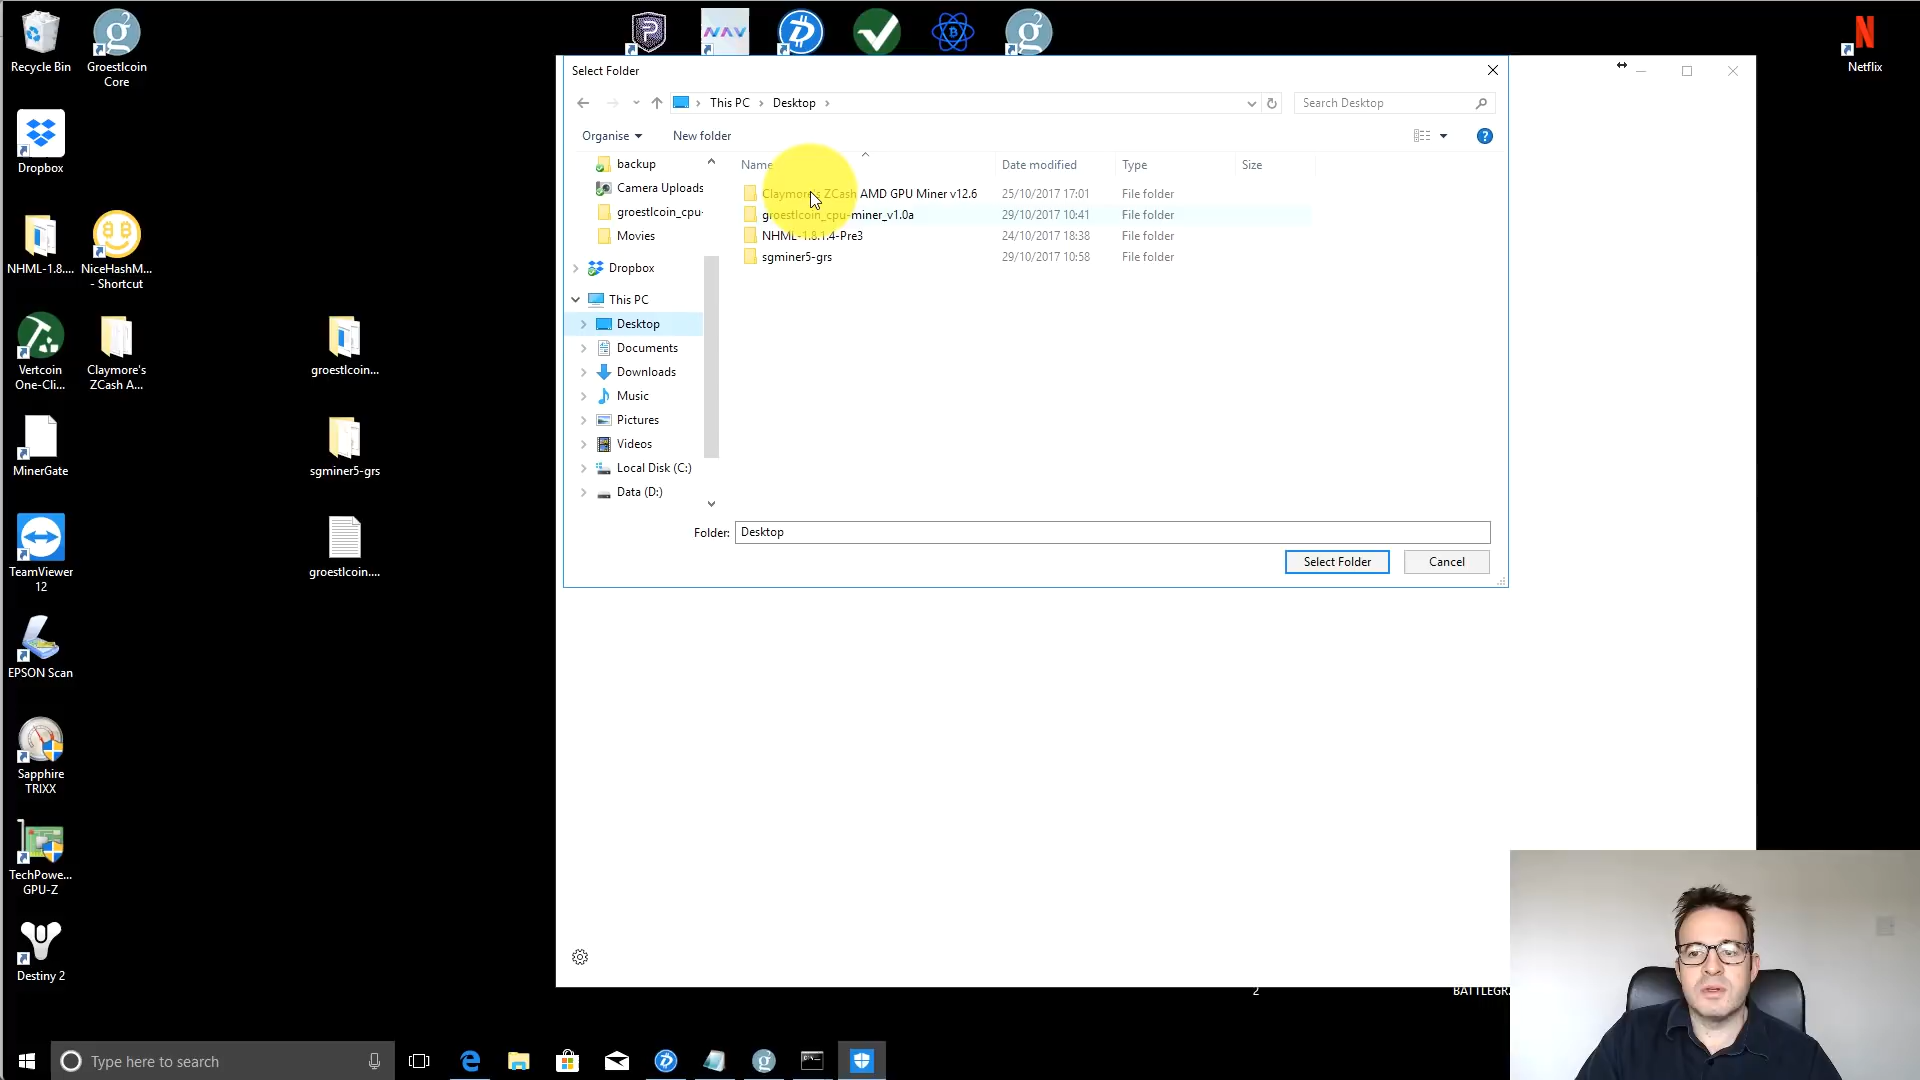 Recycle Bin
Groestlcoin
Core
NAV
Netflix
Dropbox
NHML-1.8....
NiceHashM...
- Shortcut
Vertcoin
One-Cli...
Claymore's
ZCash A...
groestlcoin...
MinerGate
sgminer5-grs
TeamViewer
12
groestlcoin....
EPSON Scan
Sapphire
TRIXX
TechPowe...
GPU-Z
Destiny 2
Select Folder
This PC
Desktop
Search Desktop
Organise
New folder
backup
Camera Uploads
groestlcoin_cpu-
Movies
Dropbox
This PC
Desktop
Documents
Downloads
Music
Pictures
Videos
Local Disk (C:)
Data (D:)
Name Date modified Type Size
Claymore's ZCash AMD GPU Miner v12.6 25/10/2017 17:01 File folder
groestlcoin_cpu-miner_v1.0a 29/10/2017 10:41 File folder
NHML-1.8.1.4-Pre3 24/10/2017 18:38 File folder
sgminer5-grs 29/10/2017 10:58 File folder
Folder: Desktop
Select Folder
Cancel
2
BATTLEGR
Type here to search